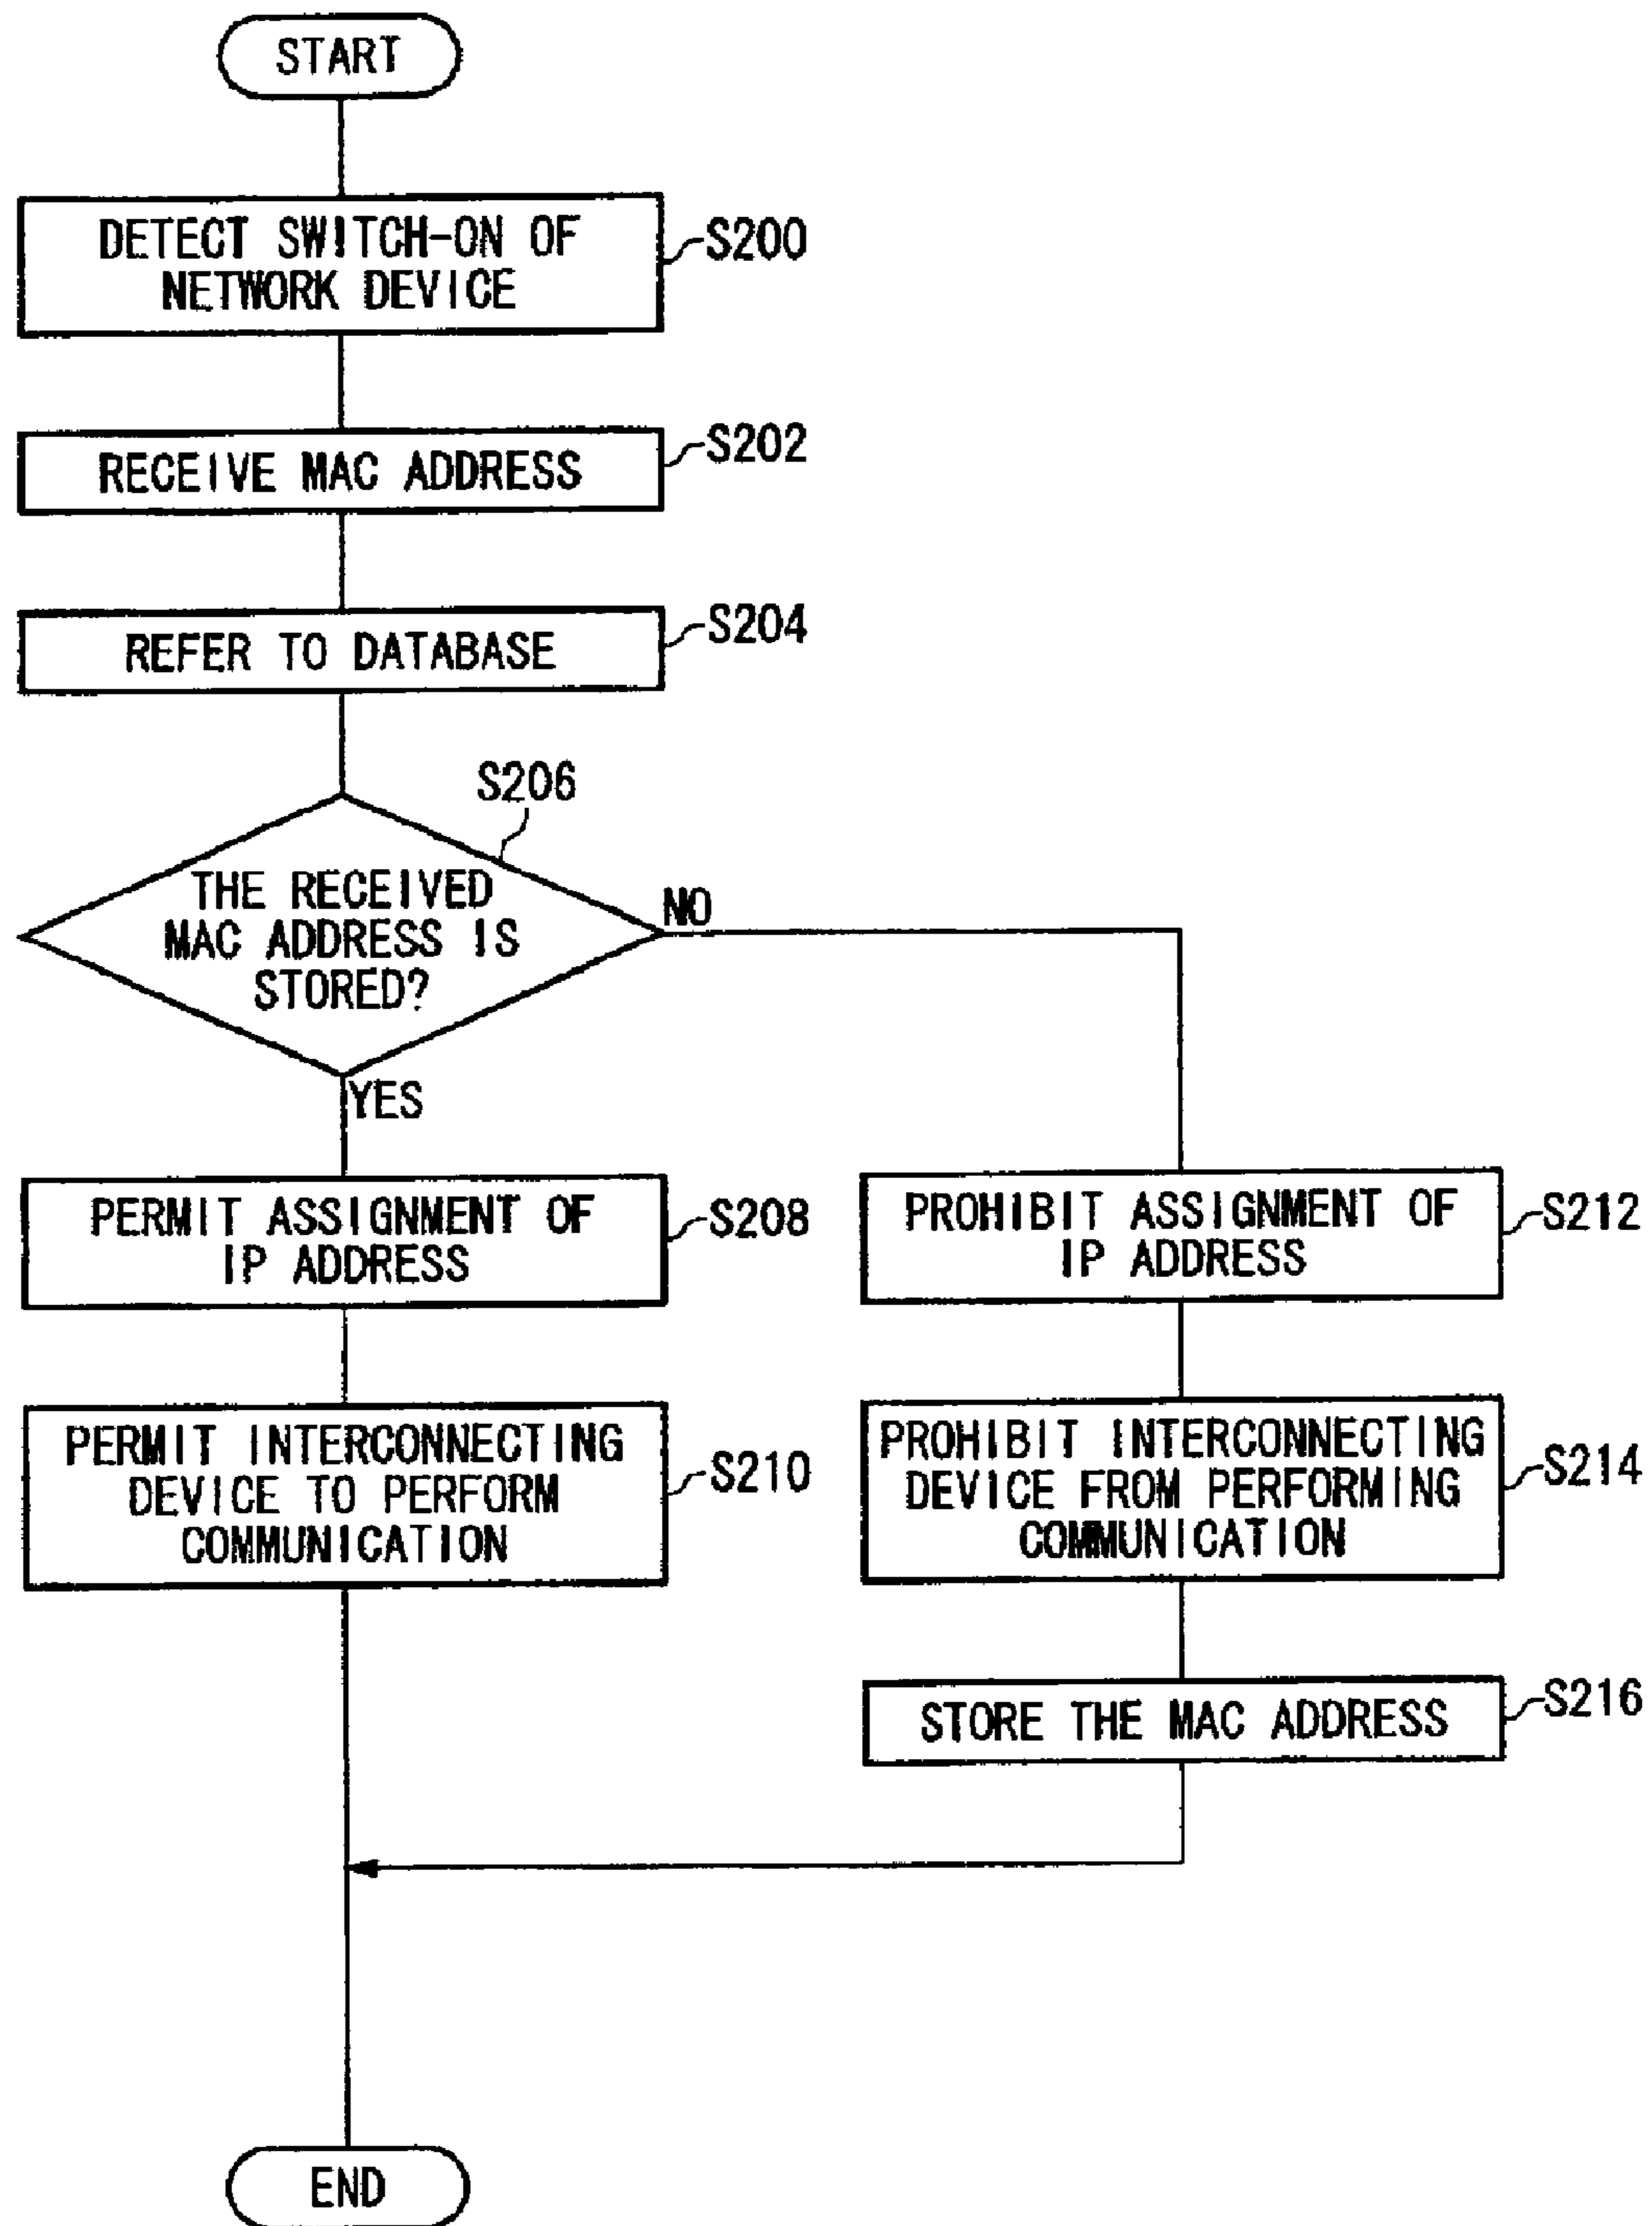 START
DETECT SWITCH-ON OF
NETWORK DEVICE
S200
RECEIVE MAC ADDRESS
S202
REFER TO DATABASE
S204
S206
THE RECEIVED
MAC ADDRESS IS
STORED?
NO
YES
PERMIT ASSIGNMENT OF
IP ADDRESS
S208
PERMIT INTERCONNECTING
DEVICE TO PERFORM
COMMUNICATION
S210
PROHIBIT ASSIGNMENT OF
IP ADDRESS
S212
PROHIBIT INTERCONNECTING
DEVICE FROM PERFORMING
COMMUNICATION
S214
STORE THE MAC ADDRESS
S216
END